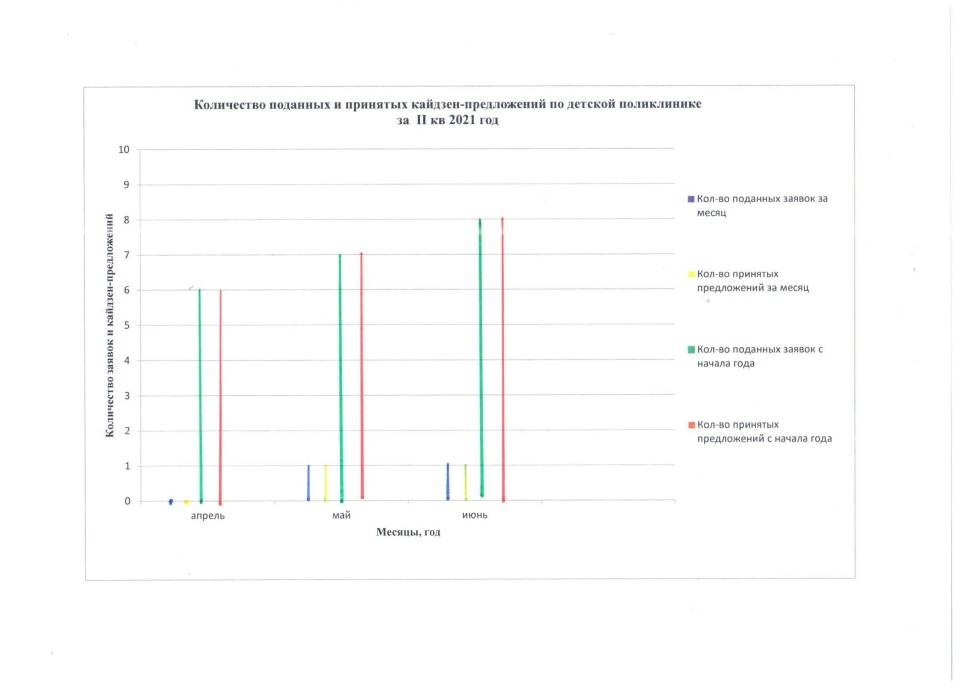 Количество поданных и принятых кайдзен-предложений по детской поликлинике
за II кв 2021 год
10
9
8
7
6
5
4
3
2
1
0
Количество заявок и кайдзен-предложений
апрель май июнь
Месяцы, год
Кол-во поданных заявок за
месяц
Кол-во принятых
предложений за месяц
Кол-во поданных заявок с
начала года
Кол-во принятых
предложений с начала года